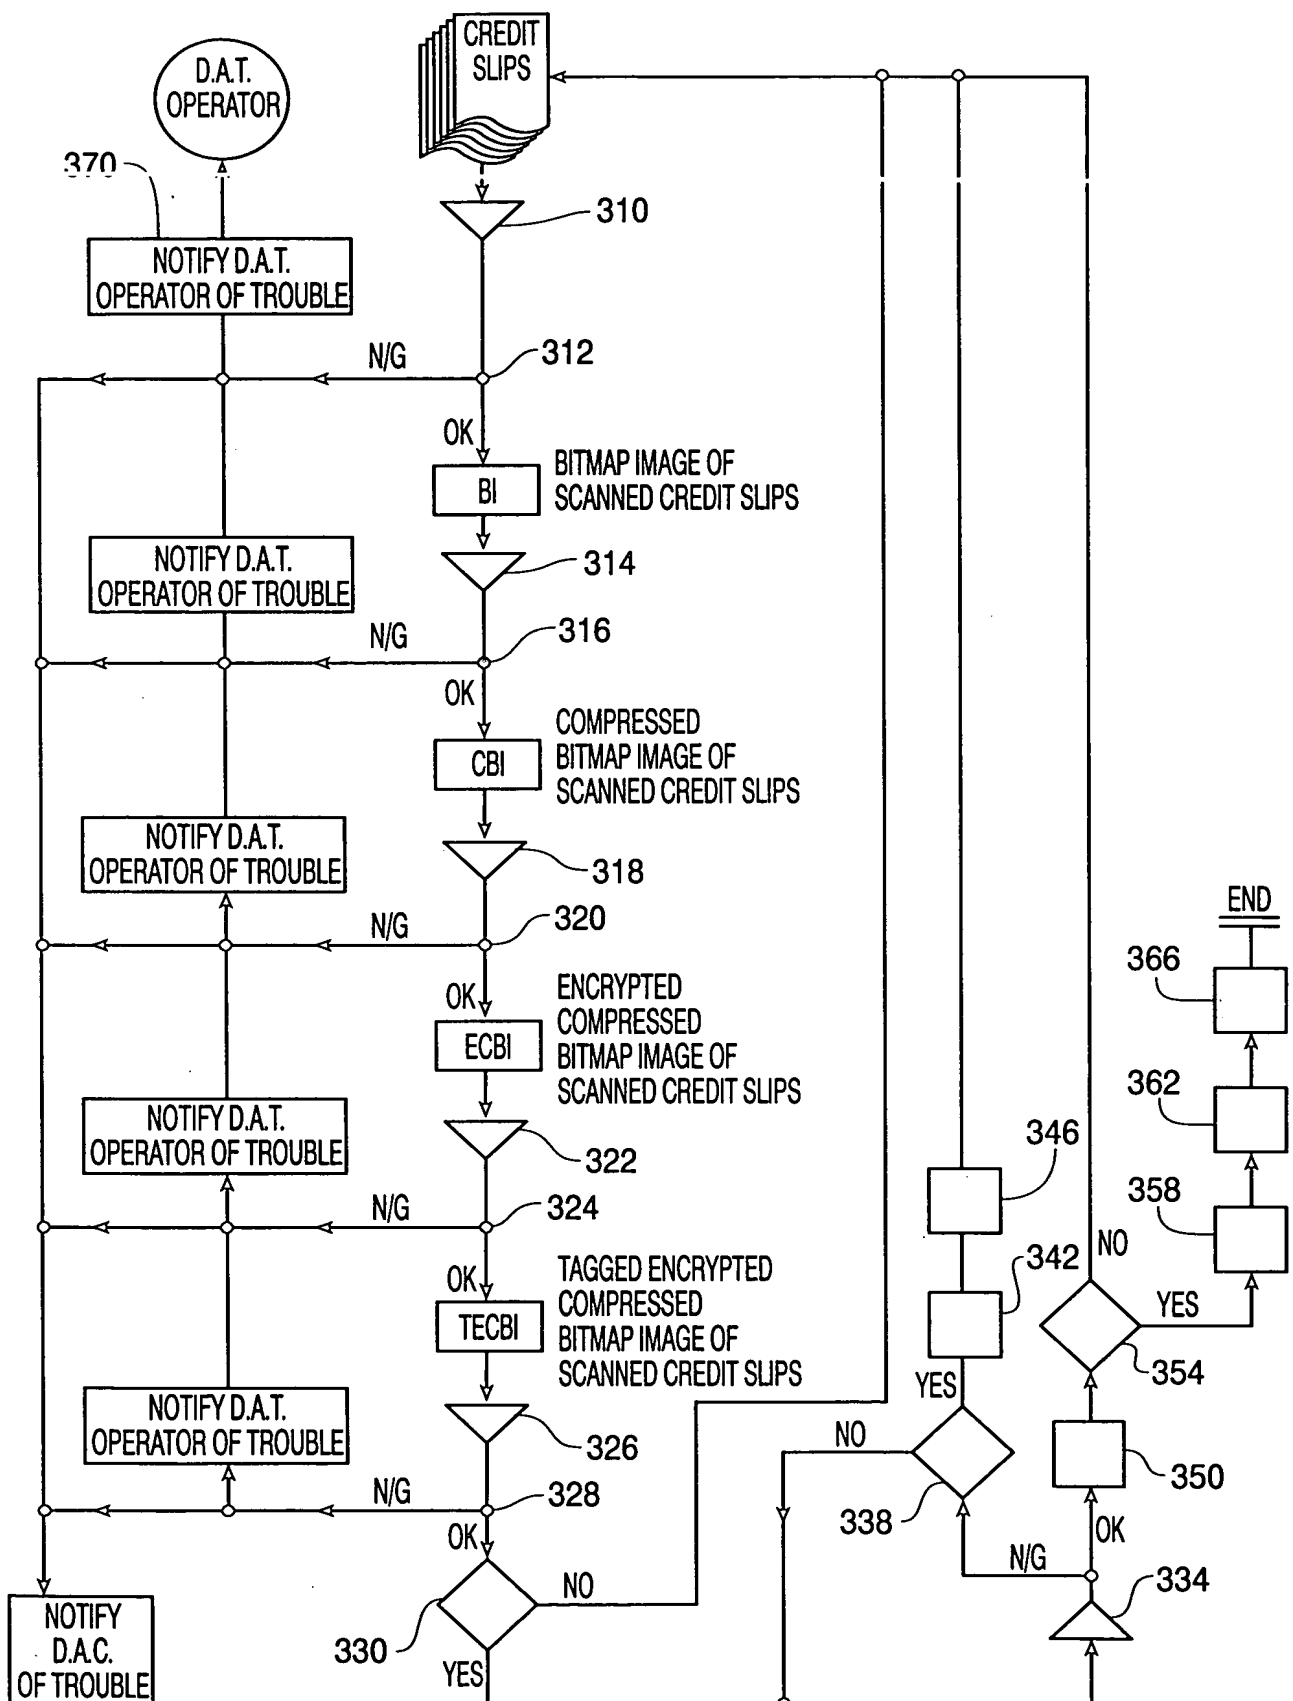 CREDIT
SLIPS
D.A.T.
OPERATOR
370
310
NOTIFY D.A.T.
OPERATOR OF TROUBLE
N/G
312
OK
BI
BITMAP IMAGE OF
SCANNED CREDIT SLIPS
NOTIFY D.A.T.
OPERATOR OF TROUBLE
314
N/G
316
OK
CBI
COMPRESSED
BITMAP IMAGE OF
SCANNED CREDIT SLIPS
NOTIFY D.A.T.
OPERATOR OF TROUBLE
318
N/G
320
OK
ECBI
ENCRYPTED
COMPRESSED
BITMAP IMAGE OF
SCANNED CREDIT SLIPS
NOTIFY D.A.T.
OPERATOR OF TROUBLE
322
N/G
324
OK
TECBI
TAGGED ENCRYPTED
COMPRESSED
BITMAP IMAGE OF
SCANNED CREDIT SLIPS
NOTIFY D.A.T.
OPERATOR OF TROUBLE
326
N/G
328
OK
NO
330
YES
NOTIFY
D.A.C.
OF TROUBLE
END
366
362
358
346
342
NO
YES
354
YES
NO
338
350
OK
N/G
334